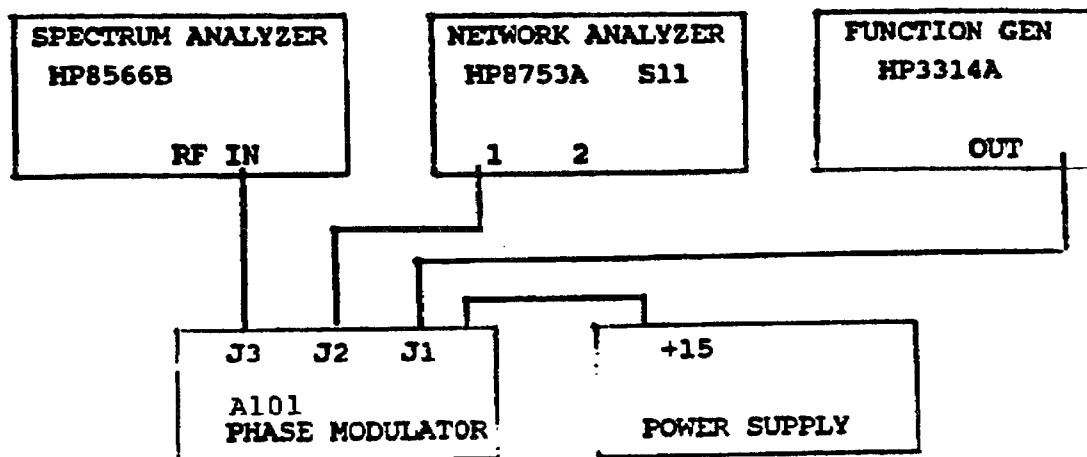 SPECTRUM ANALYZER
HP8566B
RF IN
NETWORK ANALYZER
HP8753A S11
1 2
FUNCTION GEN
HP3314A
OUT
J3 J2 J1
A101
PHASE MODULATOR
+15
POWER SUPPLY